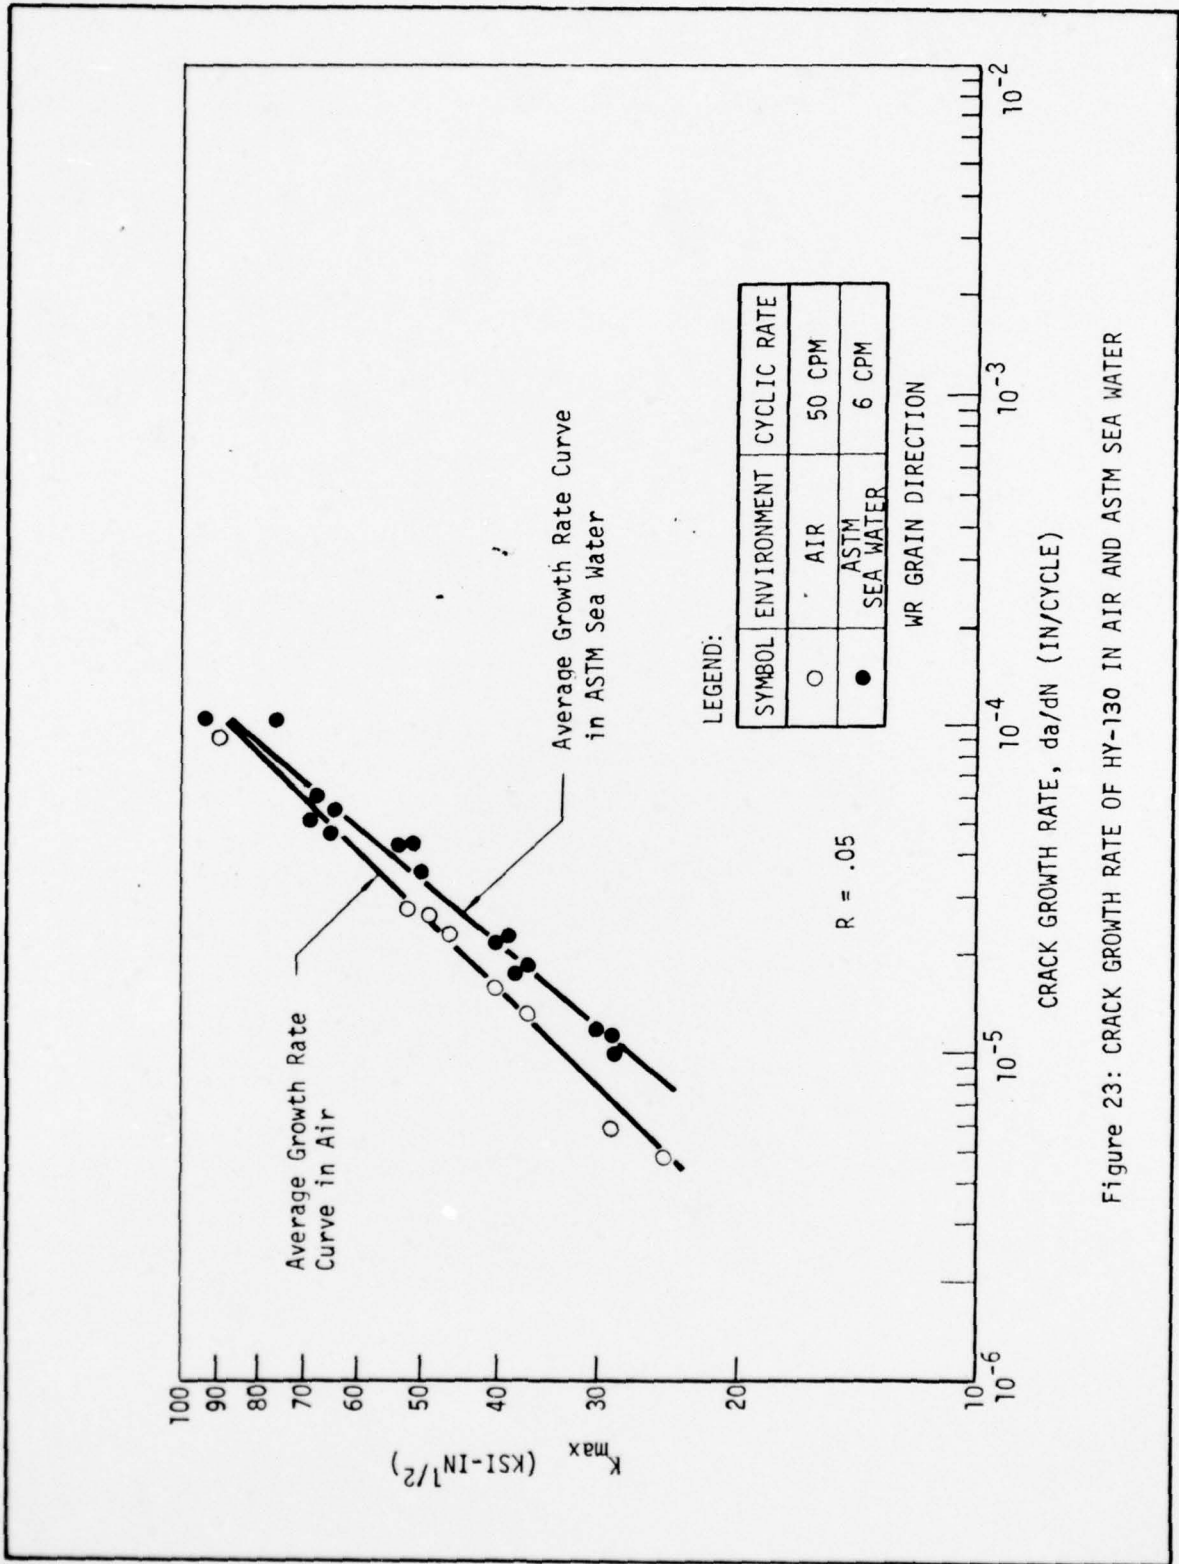 K max (KSI-IN^1/2)
100
90
80
70
60
50
40
30
20
10
10^-6
10^-5
10^-4
10^-3
10^-2
Average Growth Rate
Curve in Air
Average Growth Rate Curve
in ASTM Sea Water
R = .05
LEGEND:
SYMBOL ENVIRONMENT CYCLIC RATE
○ AIR 50 CPM
● ASTM SEA WATER 6 CPM
WR GRAIN DIRECTION
CRACK GROWTH RATE, da/dN (IN/CYCLE)
Figure 23: CRACK GROWTH RATE OF HY-130 IN AIR AND ASTM SEA WATER